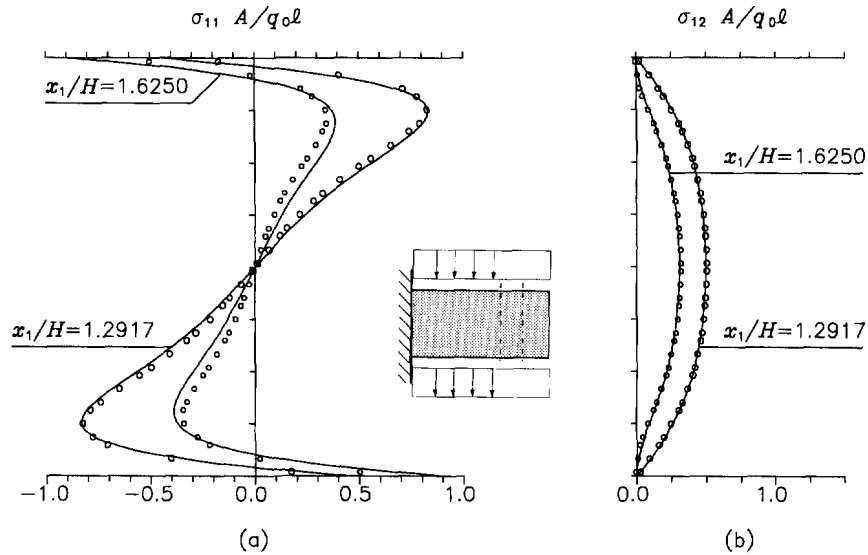 σ₁₁ A/q₀ℓ
σ₁₂ A/q₀ℓ
x₁/H=1.6250
x₁/H=1.6250
x₁/H=1.2917
x₁/H=1.2917
−1.0 −0.5 0.0 0.5 1.0
0.0 1.0
(a)
(b)